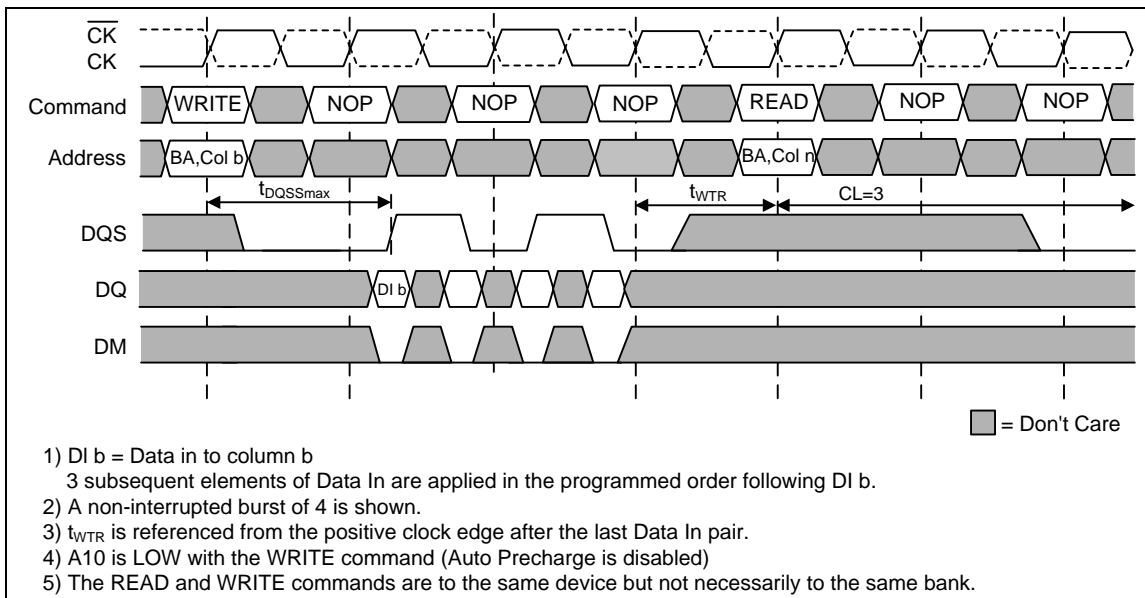 CK
CK
Command WRITE NOP NOP NOP READ NOP NOP
Address BA,Col b BA,Col n
tDQSSmax tWTR CL=3
DQS
DQ DI b
DM
= Don't Care
1) DI b = Data in to column b
3 subsequent elements of Data In are applied in the programmed order following DI b.
2) A non-interrupted burst of 4 is shown.
3) tWTR is referenced from the positive clock edge after the last Data In pair.
4) A10 is LOW with the WRITE command (Auto Precharge is disabled)
5) The READ and WRITE commands are to the same device but not necessarily to the same bank.